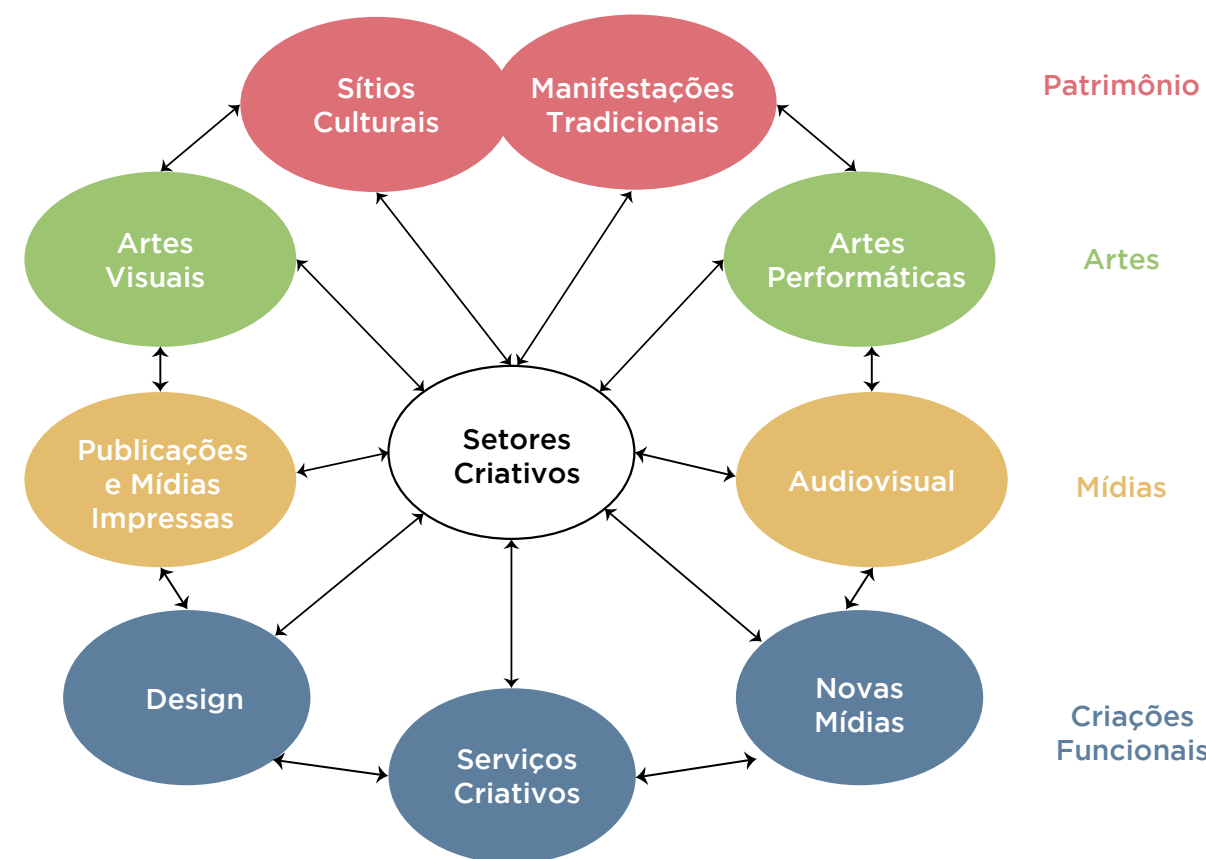 Sítios
Culturais
Manifestações
Tradicionais
Patrimônio
Artes
Visuais
Artes
Performáticas
Artes
Setores
Criativos
Publicações
e Mídias
Impressas
Audiovisual
Mídias
Design
Novas
Mídias
Serviços
Criativos
Criações
Funcionais